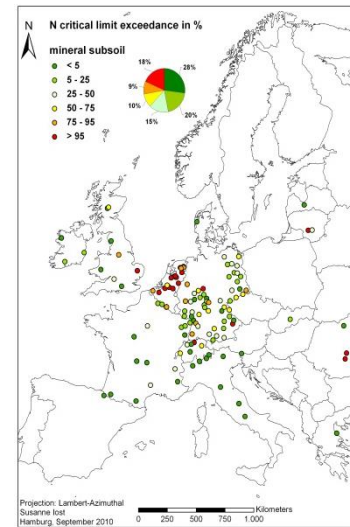 N critical limit exceedance in %
N
mineral subsoil
< 5
5 - 25
25 - 50
50 - 75
75 - 95
> 95
18%
28%
9%
10%
15%
20%
Projection: Lambert-Azimuthal
Susanne Iost
Hamburg, September 2010
Kilometers
0 250 500 750 1.000